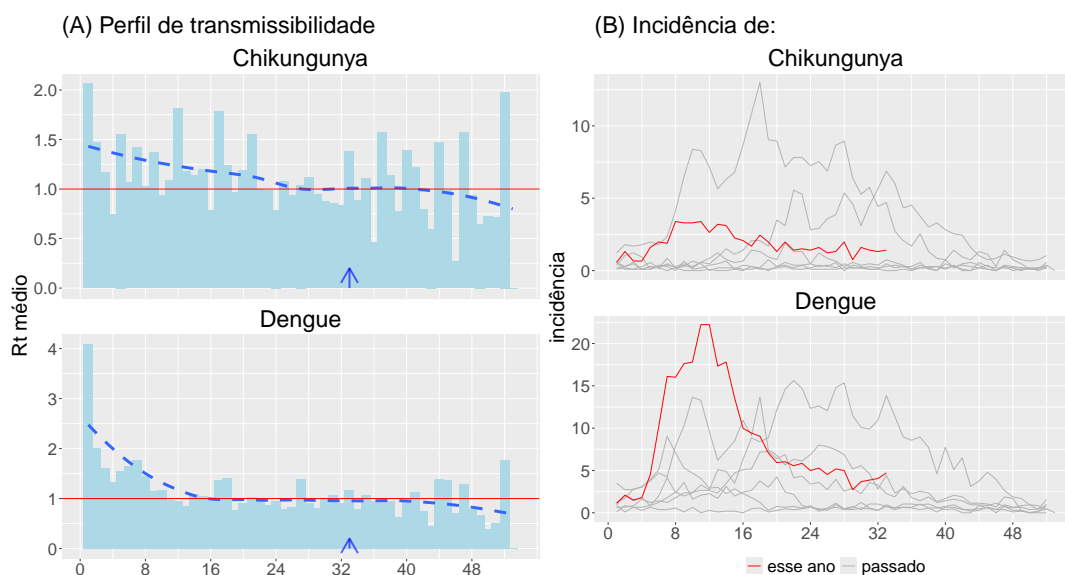 (A) Perfil de transmissibilidade
Chikungunya
2.0
1.5
1.0
0.5
0.0
Dengue
4
3
2
1
0
0 8 16 24 32 40 48
Rt médio
(B) Incidência de:
Chikungunya
10
5
0
Dengue
20
15
10
5
0
0 8 16 24 32 40 48
incidência
esse ano passado